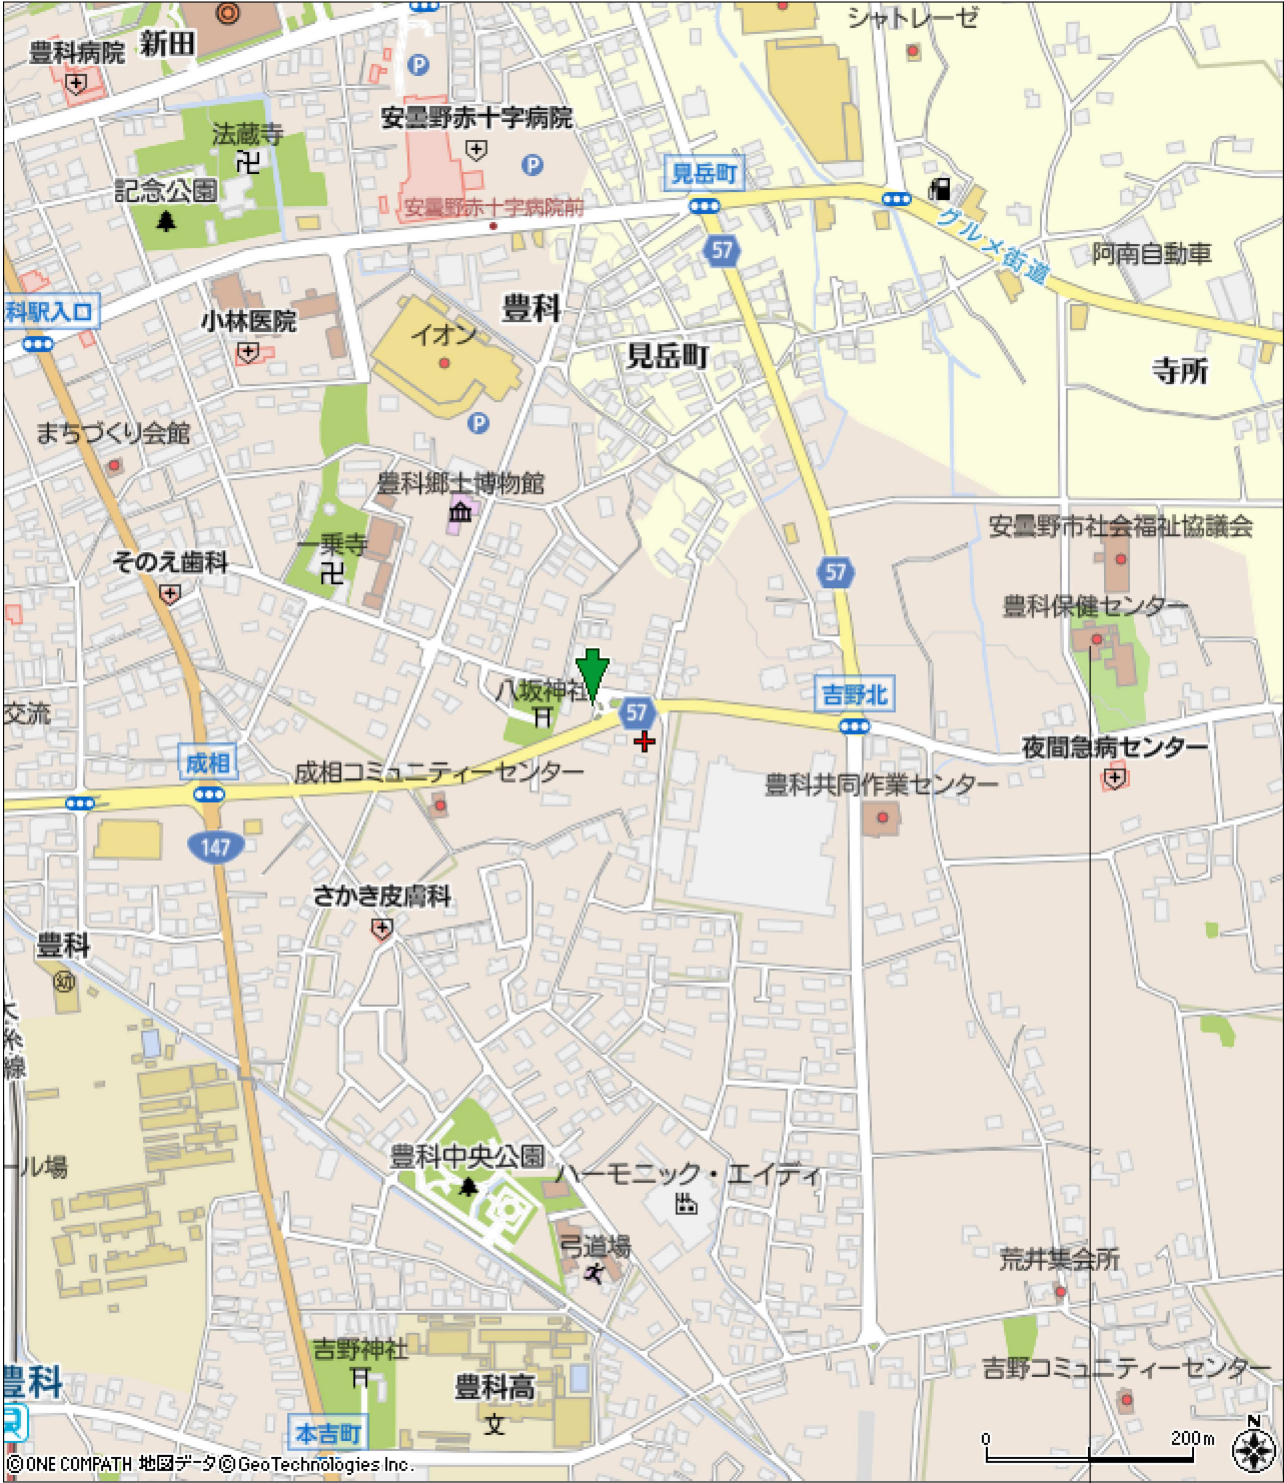 シャトレーゼ
新田
豊科病院
P
安曇野赤十字病院
法蔵寺
P
見岳町
記念公園
安曇野赤十字病院前
グルメ街道
57
阿南自動車
科駅入口
豊科
小林医院
イオン
見岳町
寺所
P
まちづくり会館
豊科郷土博物館
安曇野市社会福祉協議会
一乗寺
そのえ歯科
57
豊科保健センター
八坂神社
吉野北
交流
57
夜間急病センター
成相
成相コミュニティーセンター
豊科共同作業センター
147
さかき皮膚科
豊科
幼
大糸線
豊科中央公園
ール場
ハーモニック・エイディ
弓道場
荒井集会所
吉野神社
吉野コミュニティーセンター
豊科
豊科高
文
本吉町
0
200m
N
©ONE COMPATH 地図データ©GeoTechnologies Inc.